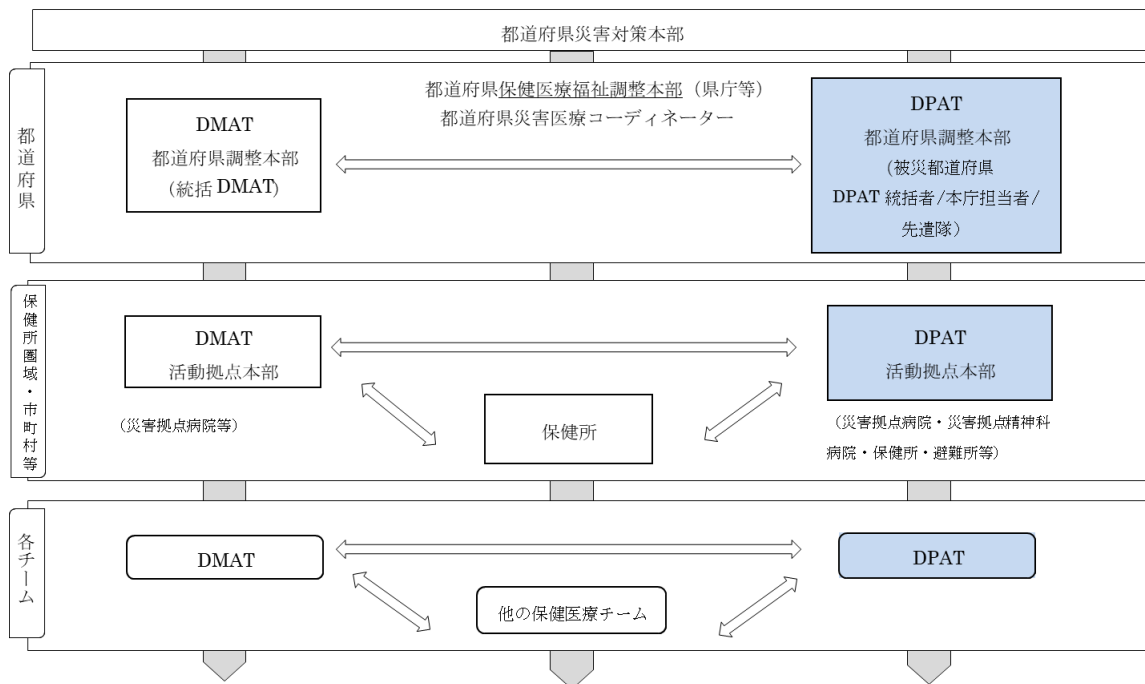 都道府県災害対策本部
都道府県
都道府県保健医療福祉調整本部（県庁等）
都道府県災害医療コーディネーター
DMAT
都道府県調整本部
(統括 DMAT)
DPAT
都道府県調整本部
(被災都道府県
DPAT 統括者/本庁担当者/
先遣隊）
保健所圏域・市町村等
DMAT
活動拠点本部
(災害拠点病院等）
保健所
DPAT
活動拠点本部
（災害拠点病院・災害拠点精神科
病院・保健所・避難所等）
各チーム
DMAT
他の保健医療チーム
DPAT